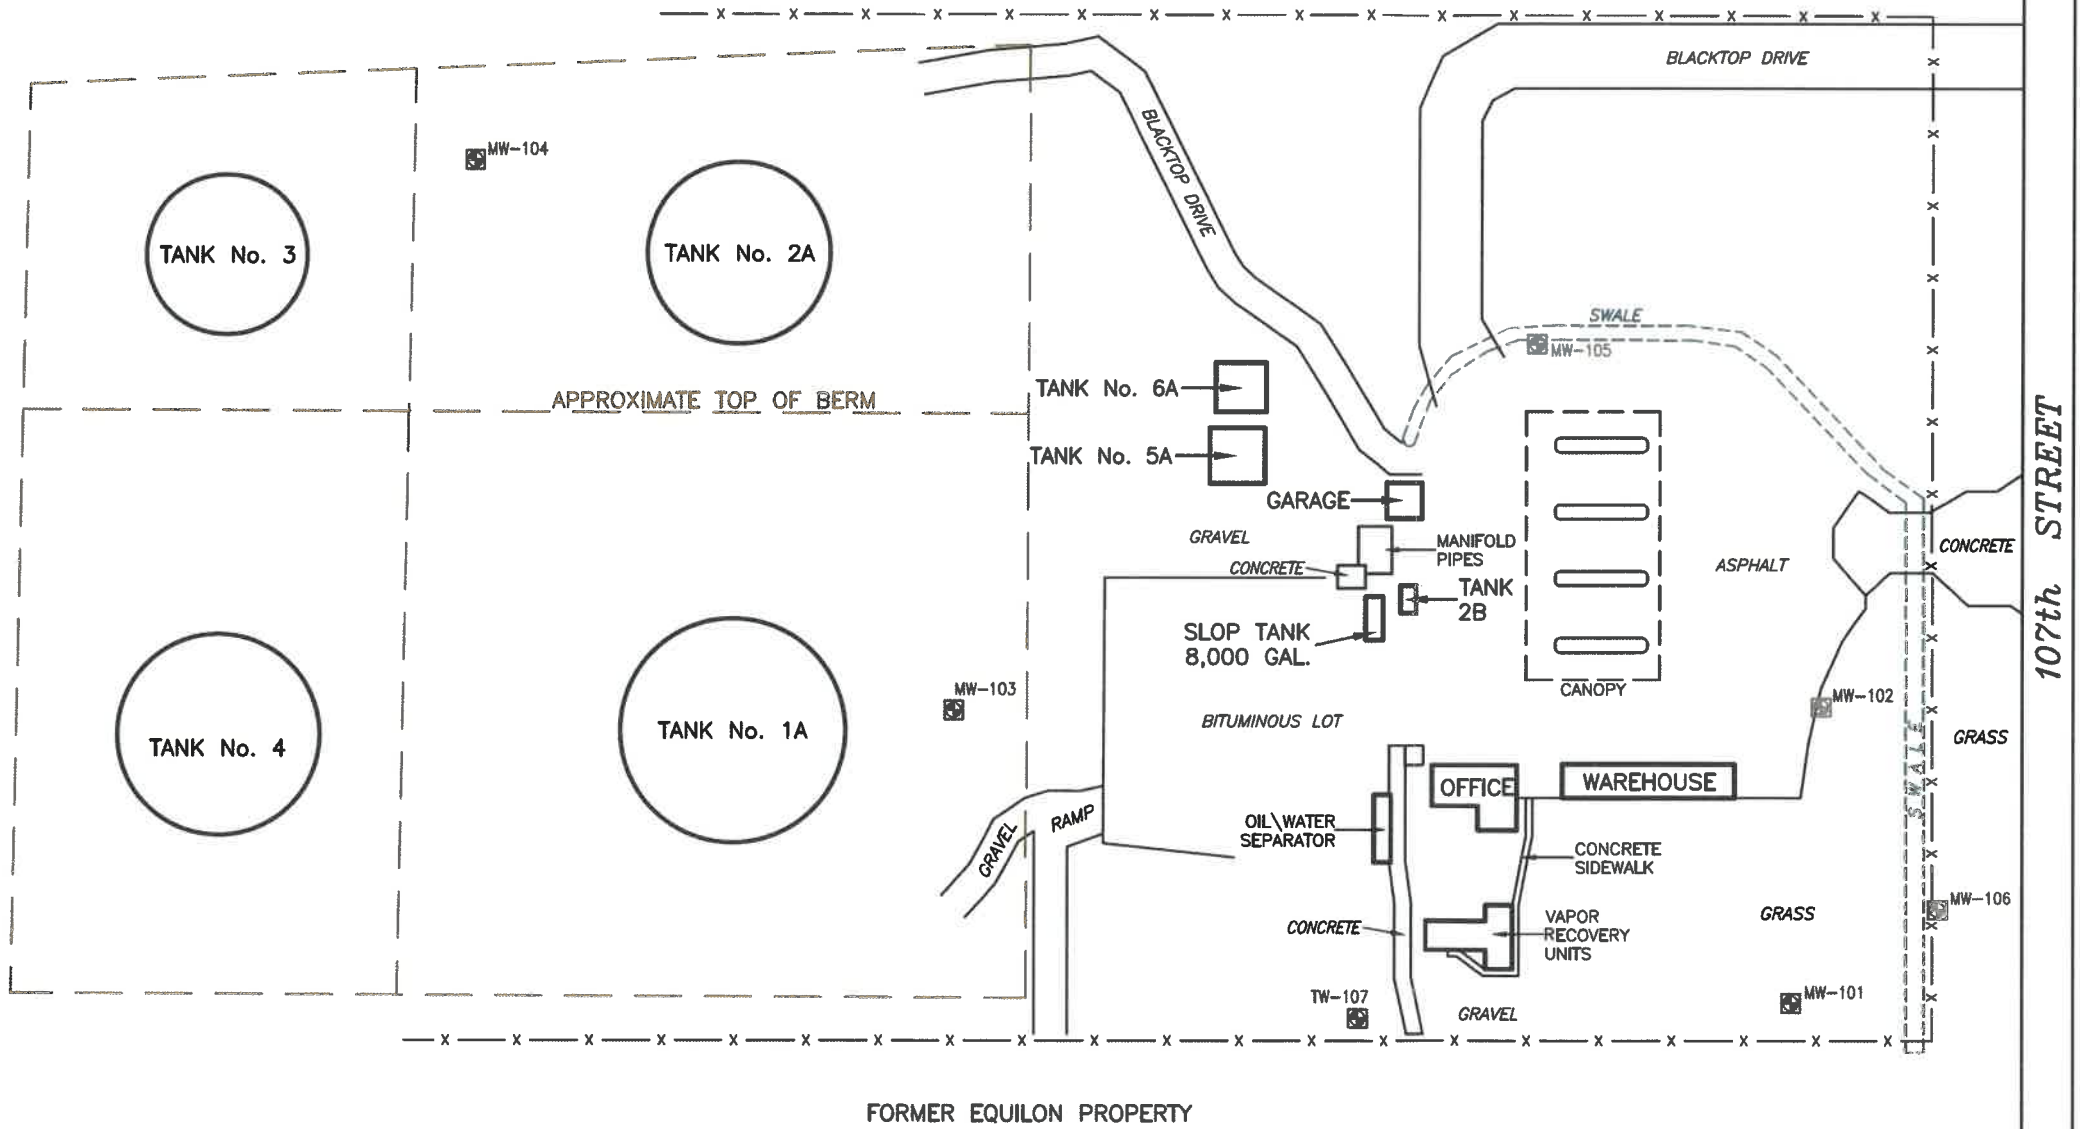 BLACKTOP DRIVE
BLACKTOP DRIVE
MW-104
TANK No. 3
TANK No. 2A
SWALE
MW-105
TANK No. 6A
APPROXIMATE TOP OF BERM
TANK No. 5A
GARAGE
107th STREET
GRAVEL
MANIFOLD
PIPES
CONCRETE
ASPHALT
CONCRETE
TANK
2B
SLOP TANK
8,000 GAL.
CANOPY
MW-103
MW-102
BITUMINOUS LOT
TANK No. 1A
TANK No. 4
GRASS
SWALE
OFFICE
WAREHOUSE
GRAVEL
RAMP
OIL\WATER
SEPARATOR
CONCRETE
SIDEWALK
MW-106
GRASS
VAPOR
RECOVERY
UNITS
CONCRETE
TW-107
MW-101
GRAVEL
FORMER EQUILON PROPERTY